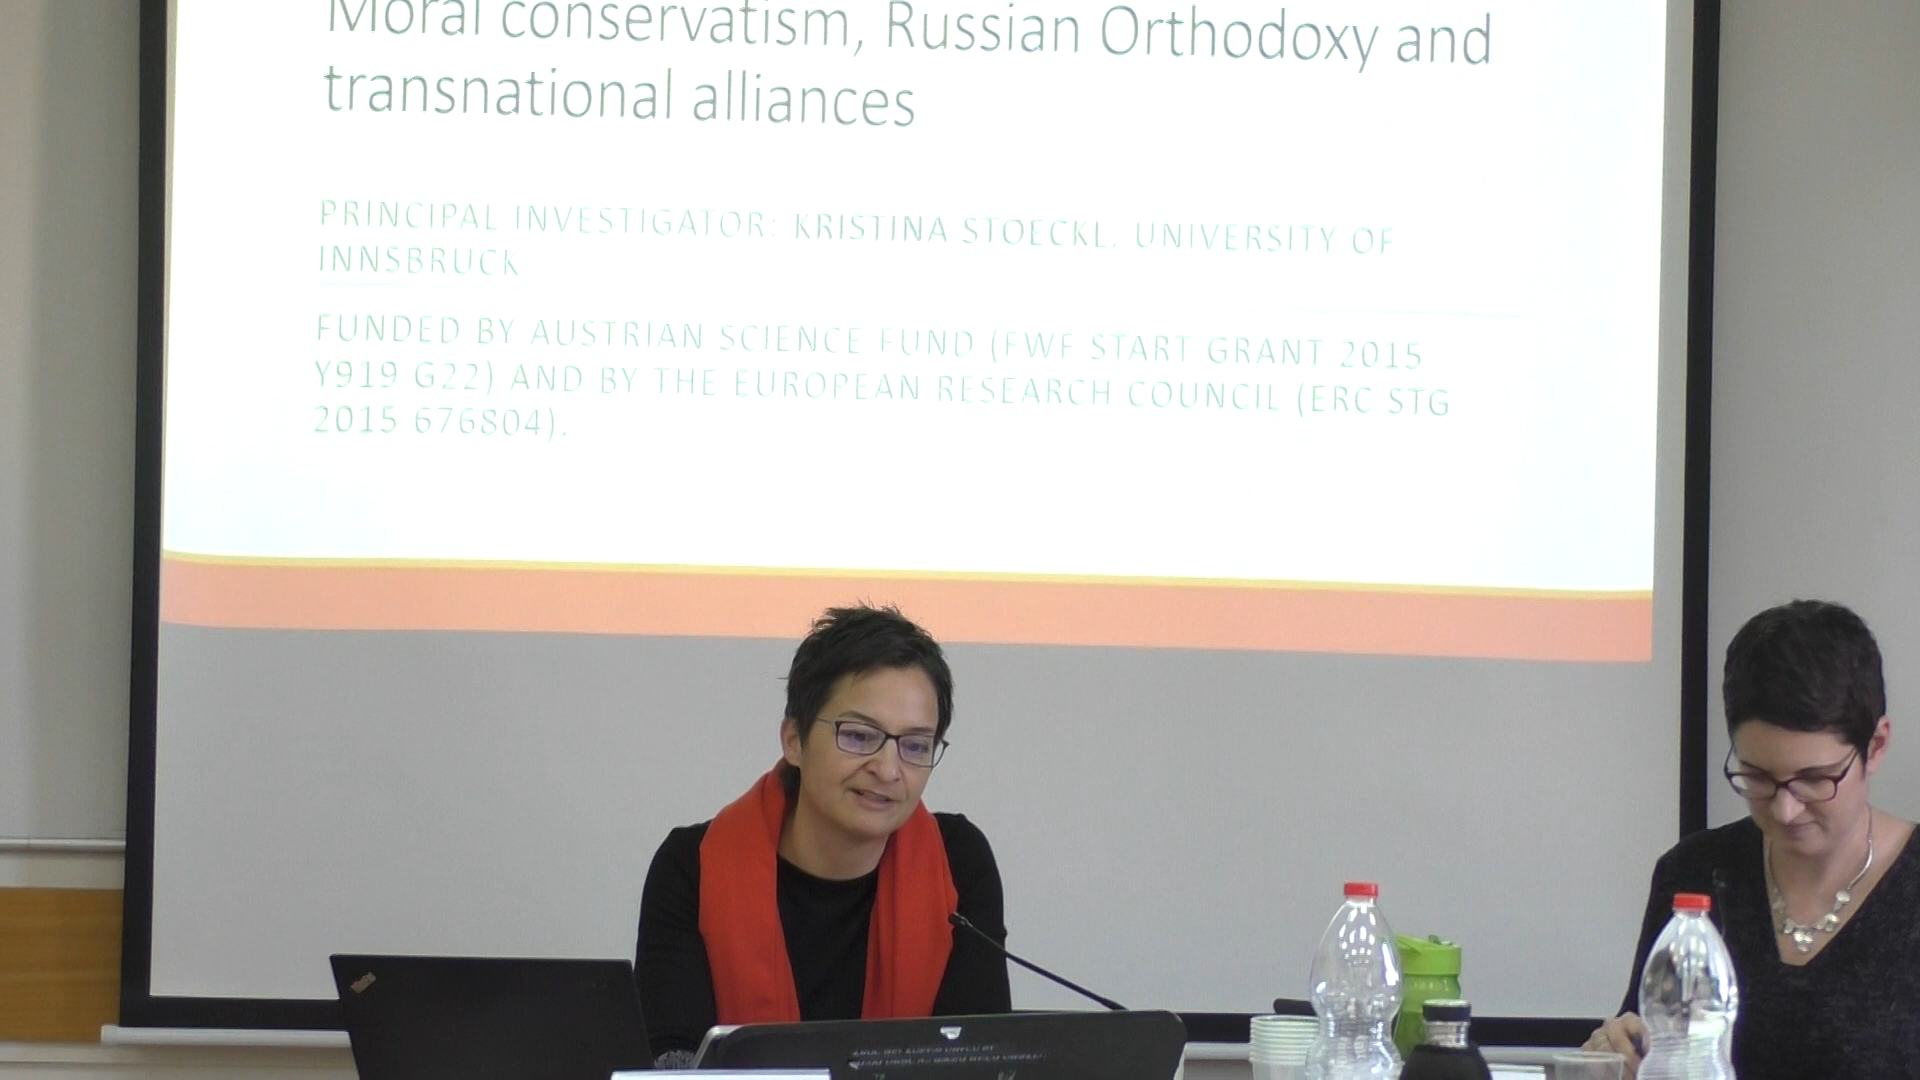 Moral conservatism, Russian Orthodoxy and
transnational alliances
PRINCIPAL INVESTIGATOR: KRISTINA STOECKL, UNIVERSITY OF
INNSBRUCK
FUNDED BY AUSTRIAN SCIENCE FUND (FWF START GRANT 2015
Y919 G22) AND BY THE EUROPEAN RESEARCH COUNCIL (ERC STG
2015 676804).
ThinkPad